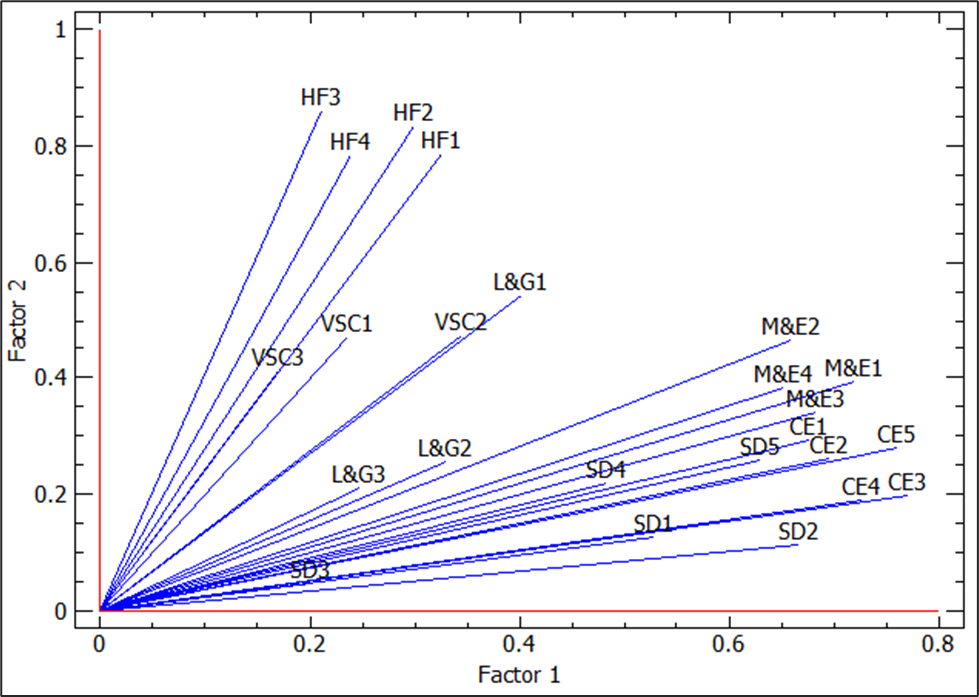 1
HF3
HF2
HF4
HF1
0.8
0.6
L&G1
VSC1
VSC2
M&E2
VSC3
M&E4
M&E1
0.4
M&E3
CE1
CE5
L&G2
SD5
CE2
L&G3
SD4
CE4
CE3
0.2
SD1
SD2
SD3
0
Factor 2
0
0.2
0.4
0.6
0.8
Factor 1